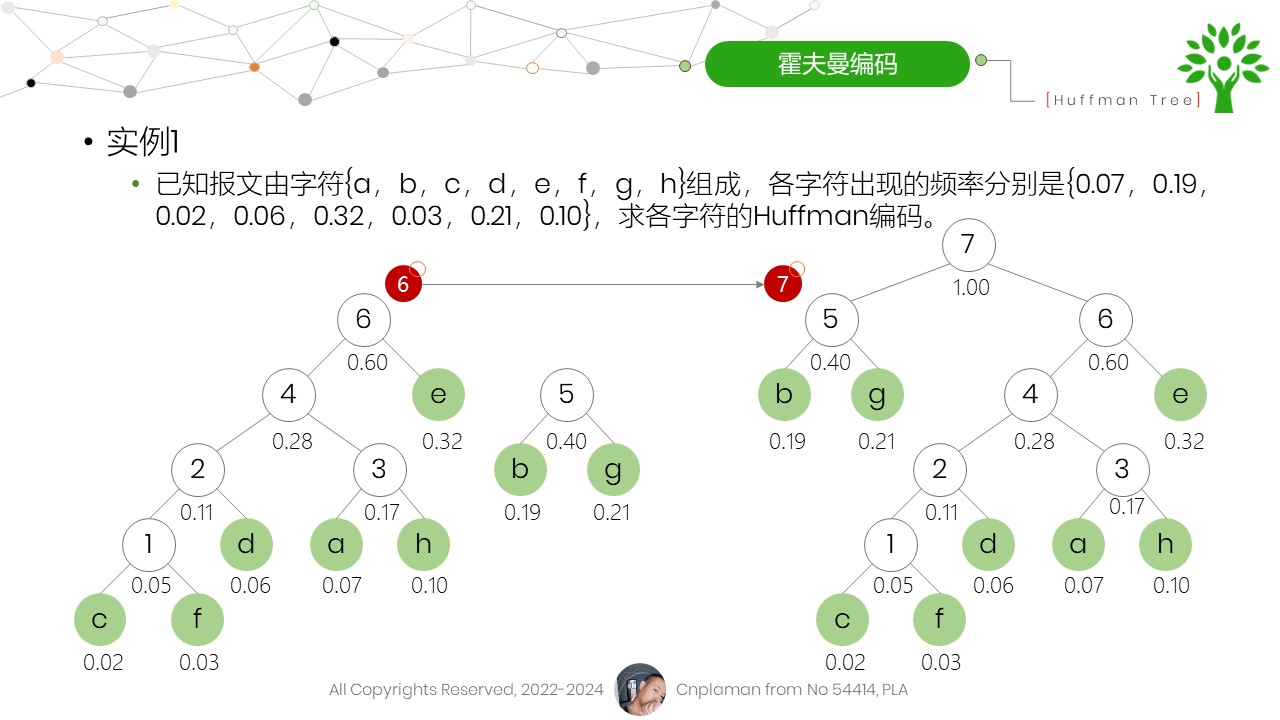 霍夫曼编码
[Huffman Tree]
• 实例1
• 已知报文由字符{a，b，c，d，e，f，g，h}组成，各字符出现的频率分别是{0.07，0.19，
0.02，0.06，0.32，0.03，0.21，0.10}，求各字符的Huffman编码。
6
6
0.60
4
e
5
0.28
0.32
0.40
2
3
b
g
0.11
0.17
0.19
0.21
1
d
a
h
0.05
0.06
0.07
0.10
c
f
0.02
0.03
7
7
1.00
5
6
0.40
0.60
b
g
4
e
0.19
0.21
0.28
0.32
2
3
0.11
0.17
1
d
a
h
0.05
0.06
0.07
0.10
c
f
0.02
0.03
All Copyrights Reserved, 2022-2024
Cnplaman from No 54414, PLA